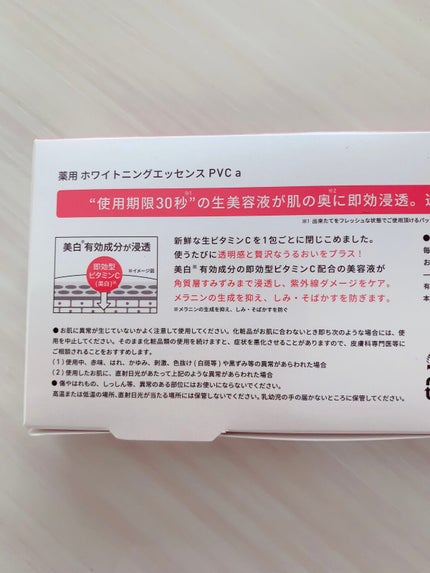 薬用 ホワイトニングエッセンス PVC a
“使用期限30秒※1”の生美容液が肌の奥※2に即効浸透。
※1 出来たてをフレッシュな状態でご使用頂けるパッ
美白※有効成分が浸透
即効型
ビタミンC
(美白)※
※イメージ図
新鮮な生ビタミンCを1包ごとに閉じこめました。
使うたびに透明感と贅沢なうるおいをプラス!
美白※有効成分の即効型ビタミンC配合の美容液が
角質層すみずみまで浸透し、紫外線ダメージをケア。
メラニンの生成を抑え、しみ・そばかすを防ぎます。
※メラニンの生成を抑え、しみ・そばかすを防ぐ
●お肌に異常が生じていないかよく注意して使用してください。化粧品がお肌に合わないとき即ち次のような場合には、使
用を中止してください。そのまま化粧品類の使用を続けますと、症状を悪化させることがありますので、皮膚科専門医等に
ご相談されることをおすすめします。
(1)使用中、赤味、はれ、かゆみ、刺激、色抜け(白斑等)や黒ずみ等の異常があらわれた場合
(2)使用したお肌に、直射日光があたって上記のような異常があらわれた場合
●傷やはれもの、しっしん等、異常のある部位にはお使いにならないでください。
高温または低温の場所、直射日光が当たる場所には保管しないでください。乳幼児の手の届かないところに保管してください。